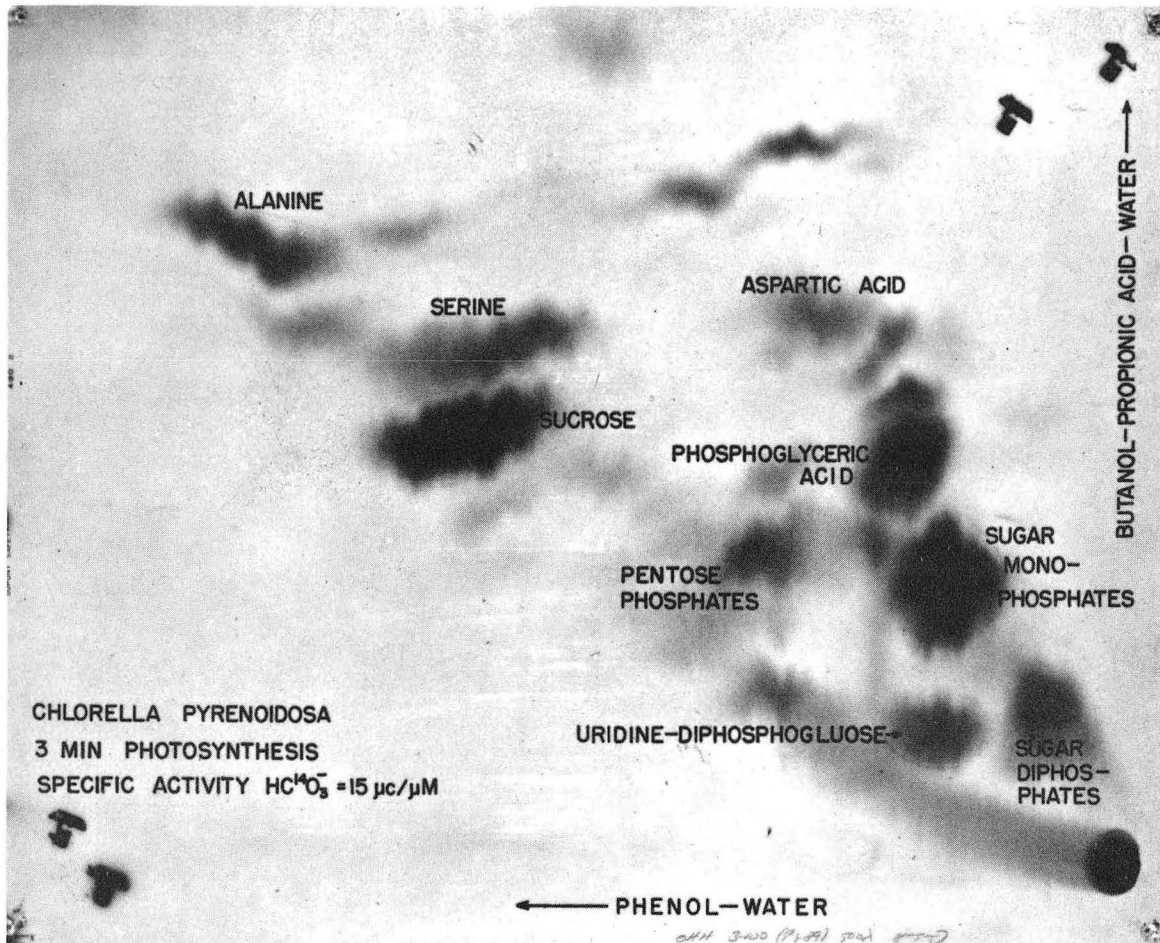 ALANINE
SERINE
SUCROSE
ASPARTIC ACID
PHOSPHOGLYCERIC
ACID
SUGAR
MONO-
PHOSPHATES
PENTOSE
PHOSPHATES
URIDINE-DIPHOSPHOGLUOSE
SUGAR
DIPHOS-
PHATES
BUTANOL-PROPIONIC ACID-WATER
CHLORELLA PYRENOIDOSA
3 MIN PHOTOSYNTHESIS
SPECIFIC ACTIVITY HC¹⁴O₃⁻ = 15 µc/µM
PHENOL-WATER